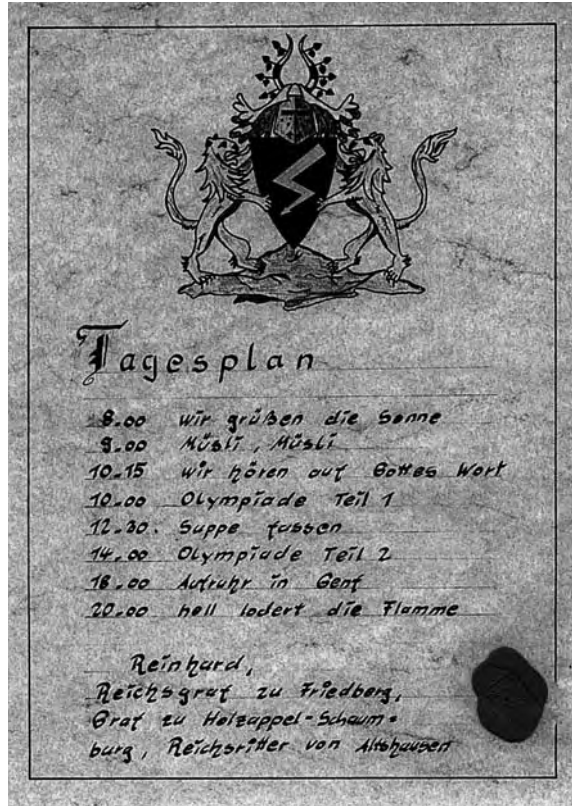 Tagesplan
8.00 wir grüßen die Sonne
9.00 Müsli, Müsli
10.15 wir hören auf Gottes Wort
10.00 Olympiade Teil 1
12.30. Suppe fassen
14.00 Olympiade Teil 2
18.00 Aufruhr in Genf
20.00 hell lodert die Flamme
Reinhard,
Reichsgraf zu Friedberg,
Graf zu Holzappel-Schaum=
burg, Reichsritter von Altshausen